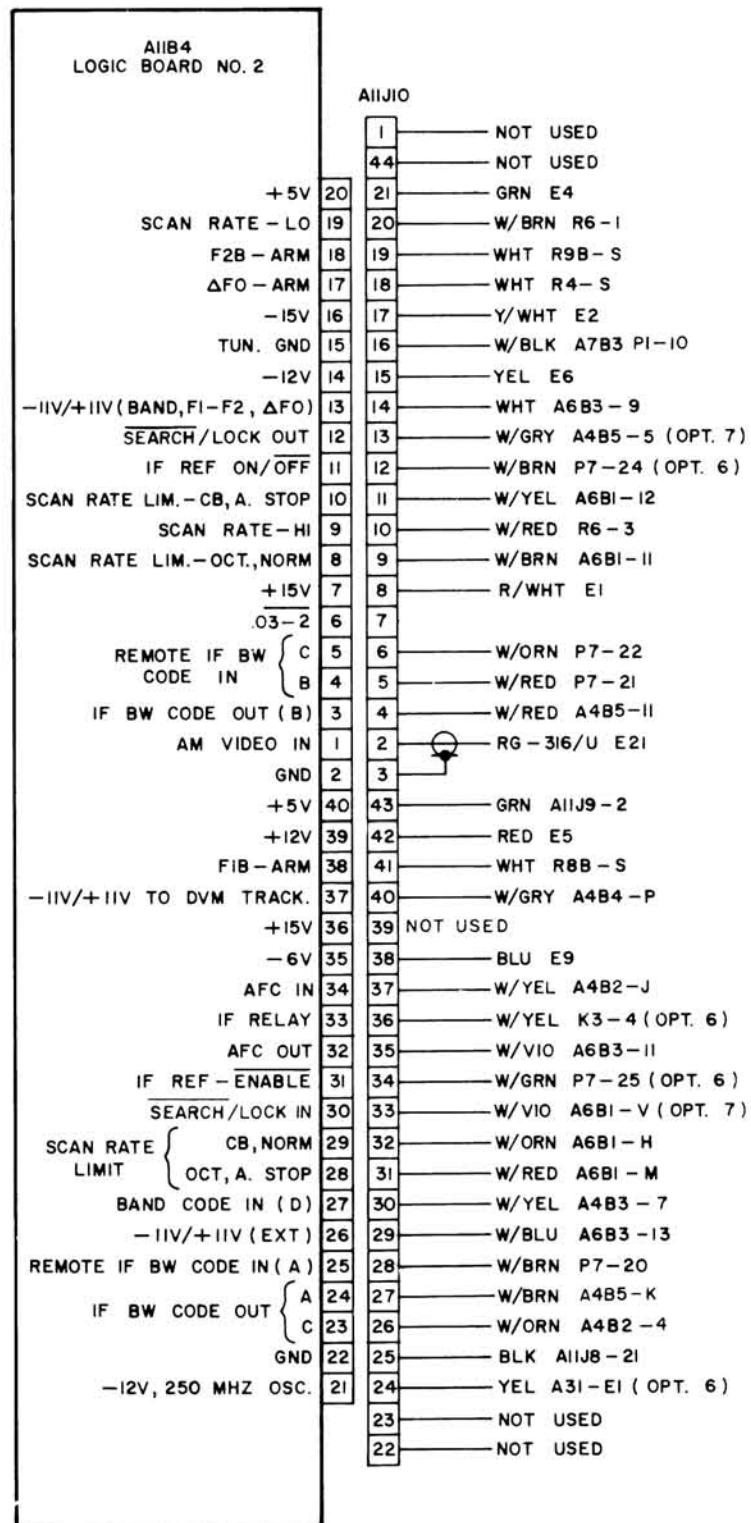 A11B4
LOGIC BOARD NO. 2
A11J10
1 NOT USED
44 NOT USED
+5V 20 21 GRN E4
SCAN RATE-LO 19 20 W/BRN R6-1
F2B-ARM 18 19 WHT R9B-S
ΔFO-ARM 17 18 WHT R4-S
-15V 16 17 Y/WHT E2
TUN. GND 15 16 W/BLK A7B3 P1-10
-12V 14 15 YEL E6
-11V/+11V (BAND, F1-F2, ΔFO) 13 14 WHT A6B3-9
SEARCH/LOCK OUT 12 13 W/GRY A4B5-5 (OPT. 7)
IF REF ON/OFF 11 12 W/BRN P7-24 (OPT. 6)
SCAN RATE LIM.-CB, A. STOP 10 11 W/YEL A6B1-12
SCAN RATE-HI 9 10 W/RED R6-3
SCAN RATE LIM.-OCT., NORM 8 9 W/BRN A6B1-11
+15V 7 8 R/WHT E1
.03-2 6 7
REMOTE IF BW CODE IN C 5 6 W/ORN P7-22
B 4 5 W/RED P7-21
IF BW CODE OUT (B) 3 4 W/RED A4B5-11
AM VIDEO IN 1 2 RG-316/U E21
GND 2 3
+5V 40 43 GRN A11J9-2
+12V 39 42 RED E5
F1B-ARM 38 41 WHT R8B-S
-11V/+11V TO DVM TRACK. 37 40 W/GRY A4B4-P
+15V 36 39 NOT USED
-6V 35 38 BLU E9
AFC IN 34 37 W/YEL A4B2-J
IF RELAY 33 36 W/YEL K3-4 (OPT. 6)
AFC OUT 32 35 W/VIO A6B3-11
IF REF-ENABLE 31 34 W/GRN P7-25 (OPT. 6)
SEARCH/LOCK IN 30 33 W/VIO A6B1-V (OPT. 7)
SCAN RATE LIMIT CB, NORM 29 32 W/ORN A6B1-H
OCT, A. STOP 28 31 W/RED A6B1-M
BAND CODE IN (D) 27 30 W/YEL A4B3-7
-11V/+11V (EXT) 26 29 W/BLU A6B3-13
REMOTE IF BW CODE IN (A) 25 28 W/BRN P7-20
IF BW CODE OUT A 24 27 W/BRN A4B5-K
C 23 26 W/ORN A4B2-4
GND 22 25 BLK A11J8-21
-12V, 250 MHZ OSC. 21 24 YEL A31-E1 (OPT. 6)
23 NOT USED
22 NOT USED